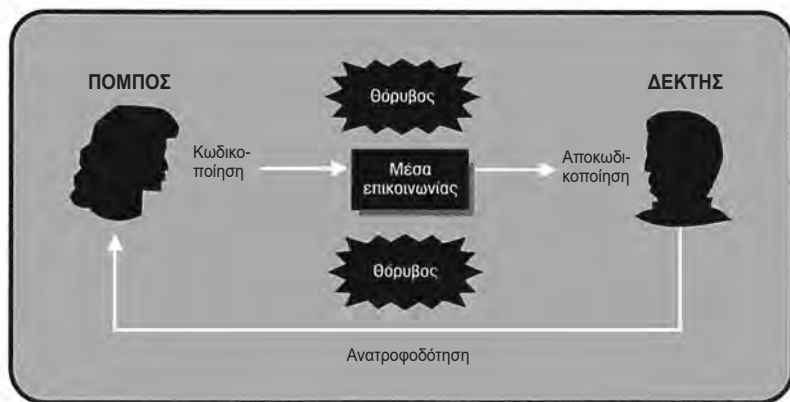 ΠΟΜΠΟΣ
Θόρυβος
ΔΕΚΤΗΣ
Κωδικο-
ποίηση
Μέσα
επικοινωνίας
Αποκωδι-
κοποίηση
Θόρυβος
Ανατροφοδότηση